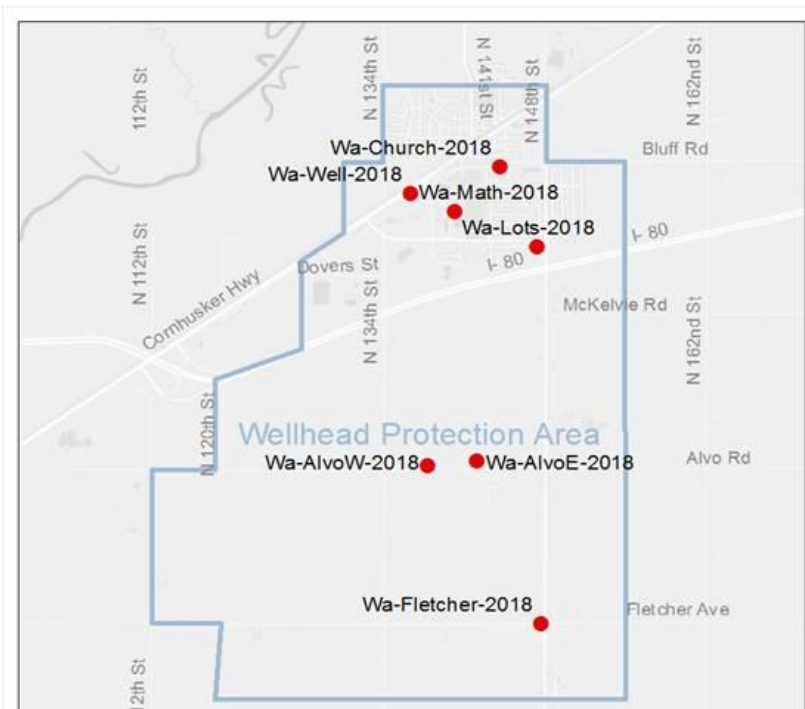 112th St
N 134th St
N 141st St
N 148th St
N 162nd St
Wa-Church-2018
Bluff Rd
Wa-Well-2018
Wa-Math-2018
Wa-Lots-2018
I- 80
N 112th St
Dovers St
I- 80
Cornhusker Hwy
N 134th St
McKelvie Rd
N 162nd St
N 120th St
Wellhead Protection Area
Wa-AlvoW-2018
Wa-AlvoE-2018
Alvo Rd
Wa-Fletcher-2018
Fletcher Ave
12th St